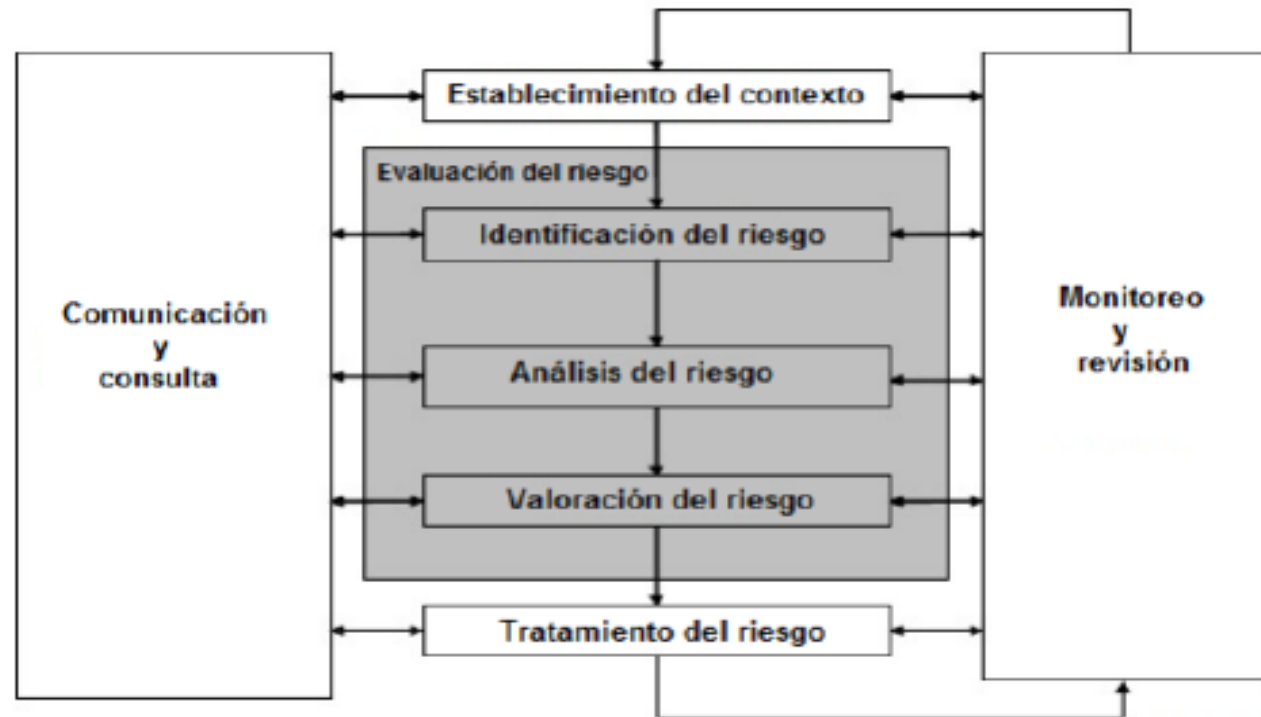 Establecimiento del contexto
Evaluación del riesgo
Identificación del riesgo
Comunicación
y
consulta
Monitoreo
y
revisión
Análisis del riesgo
Valoración del riesgo
Tratamiento del riesgo